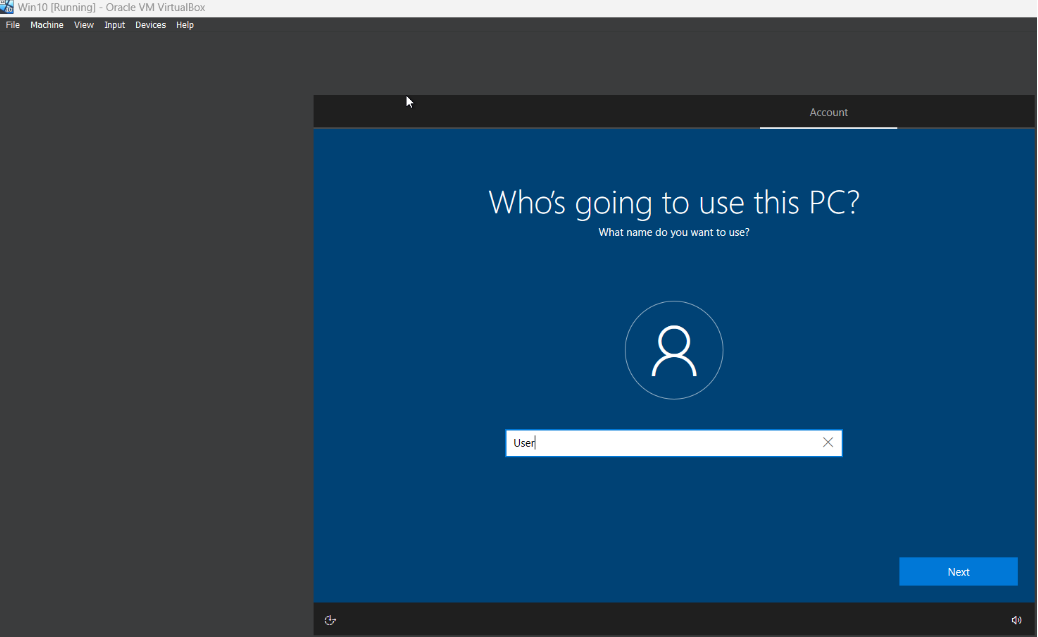 Win10 [Running] - Oracle VM VirtualBox
File Machine View Input Devices Help
Account
Who's going to use this PC?
What name do you want to use?
User
Next